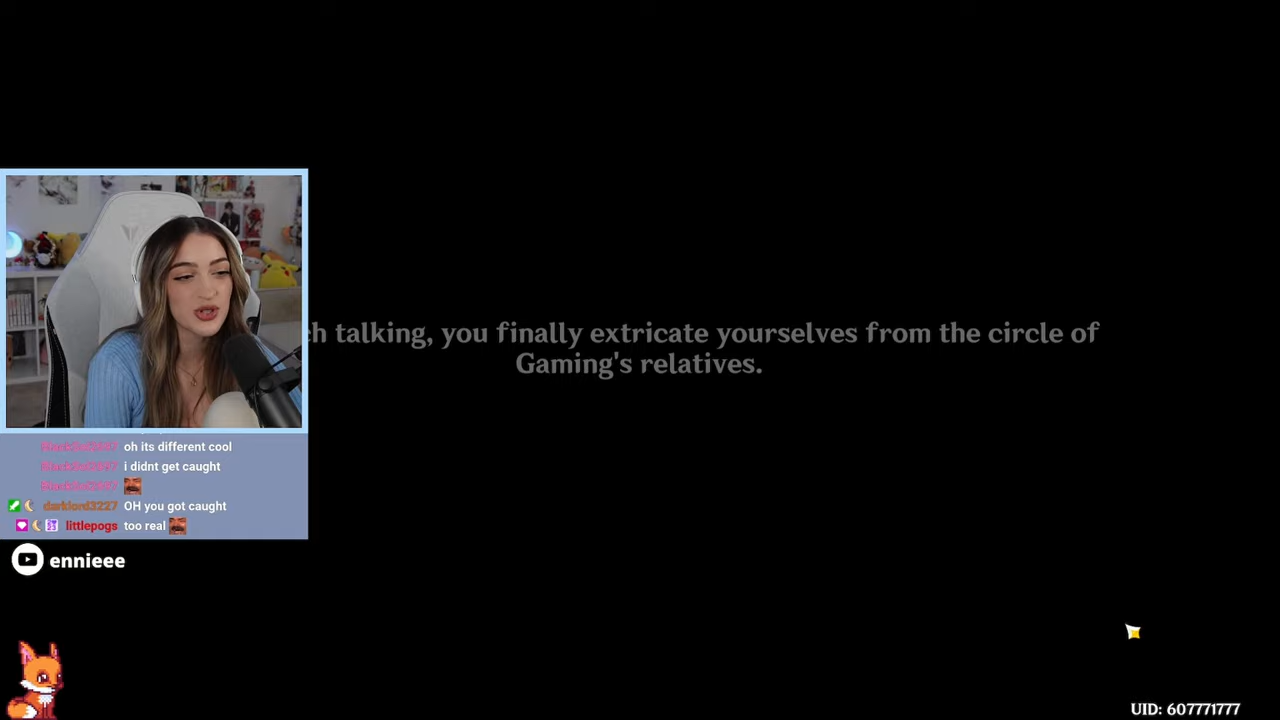 talking, you finally extricate yourselves from the circle of
Gaming's relatives.
oh its different cool
i didnt get caught
darklord3227 OH you got caught
littlepogs too real
ennieee
UID: 607771777